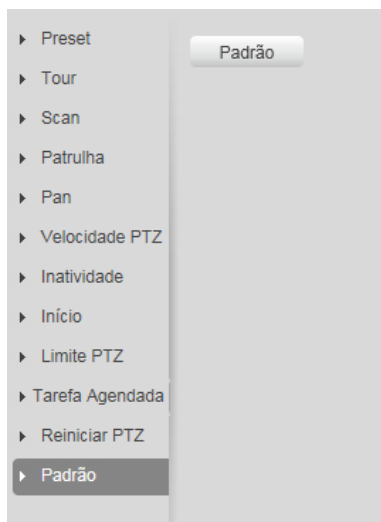 Preset
Tour
Scan
Patrulha
Pan
Velocidade PTZ
Inatividade
Início
Limite PTZ
Tarefa Agendada
Reiniciar PTZ
Padrão
Padrão